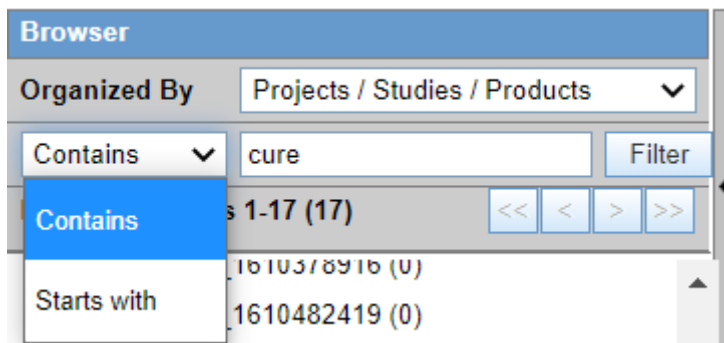 Browser
Organized By Projects / Studies / Products
Contains cure Filter
Contains s 1-17 (17) << < > >>
_1610378916 (0)
Starts with _1610482419 (0)